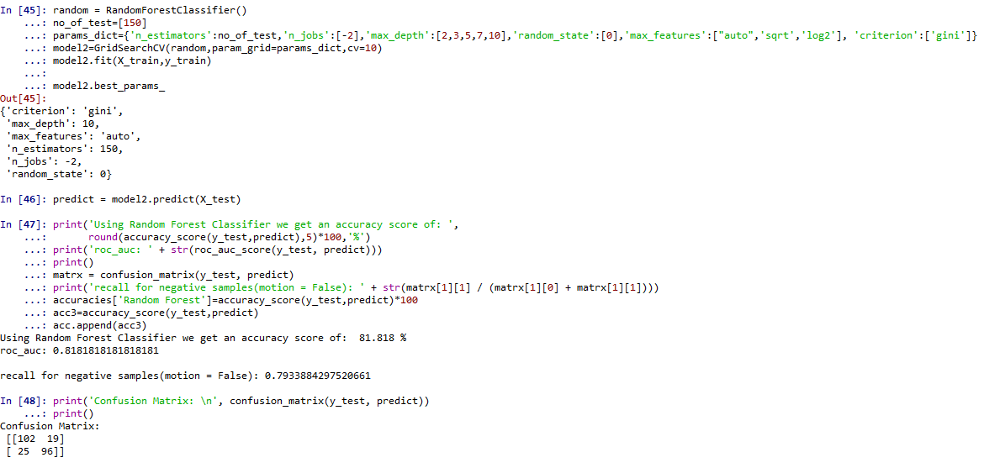 In [45]: random = RandomForestClassifier()
...: no_of_test=[150]
...: params_dict={'n_estimators':no_of_test,'n_jobs':[-2],'max_depth':[2,3,5,7,10],'random_state':[0],'max_features':["auto",'sqrt','log2'], 'criterion':['gini']}
...: model2=GridSearchCV(random,param_grid=params_dict,cv=10)
...: model2.fit(X_train,y_train)
...:
...: model2.best_params_
Out[45]:
{'criterion': 'gini',
'max_depth': 10,
'max_features': 'auto',
'n_estimators': 150,
'n_jobs': -2,
'random_state': 0}
In [46]: predict = model2.predict(X_test)
In [47]: print('Using Random Forest Classifier we get an accuracy score of: ',
...: round(accuracy_score(y_test,predict),5)*100,'%')
...: print('roc_auc: ' + str(roc_auc_score(y_test, predict)))
...: print()
...: matrx = confusion_matrix(y_test, predict)
...: print('recall for negative samples(motion = False): ' + str(matrx[1][1] / (matrx[1][0] + matrx[1][1])))
...: accuracies['Random Forest']=accuracy_score(y_test,predict)*100
...: acc3=accuracy_score(y_test,predict)
...: acc.append(acc3)
Using Random Forest Classifier we get an accuracy score of:  81.818 %
roc_auc: 0.8181818181818181
recall for negative samples(motion = False): 0.7933884297520661
In [48]: print('Confusion Matrix: \n', confusion_matrix(y_test, predict))
...: print()
Confusion Matrix:
[[102  19]
[ 25  96]]